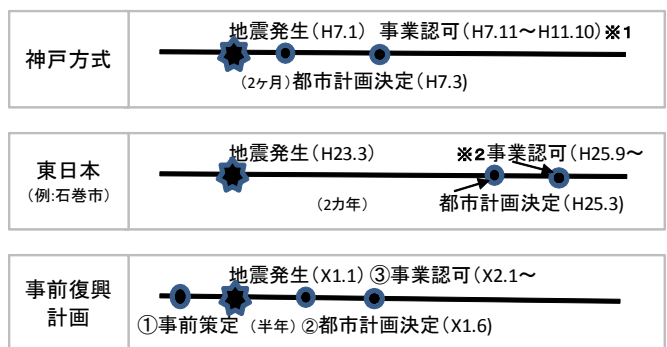 神戸方式
地震発生(H7.1) 事業認可(H7.11～H11.10)※1
(2ヶ月)都市計画決定(H7.3)
東日本
(例:石巻市)
地震発生(H23.3) ※2事業認可(H25.9～
(2カ年) 都市計画決定(H25.3)
事前復興
計画
地震発生(X1.1) ③事業認可(X2.1～
①事前策定 (半年) ②都市計画決定(X1.6)